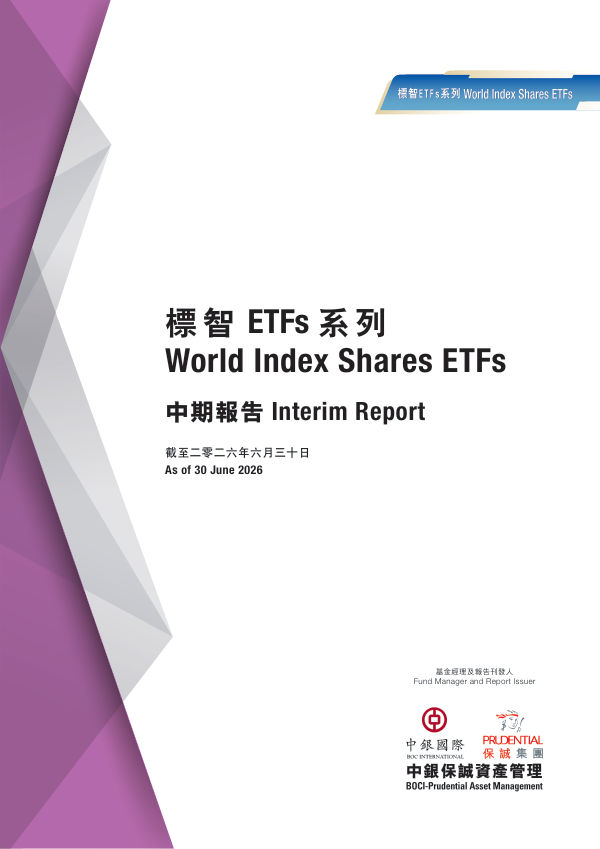 標智ETFs系列 World Index Shares ETFs
標智 ETFs 系列
World Index Shares ETFs
中期報告 Interim Report
截至二零二六年六月三十日
As of 30 June 2026
基金經理及報告刊發人
Fund Manager and Report Issuer
中銀國際
BOC INTERNATIONAL
PRUDENTIAL
保誠集團
中銀保誠資產管理
BOCI-Prudential Asset Management